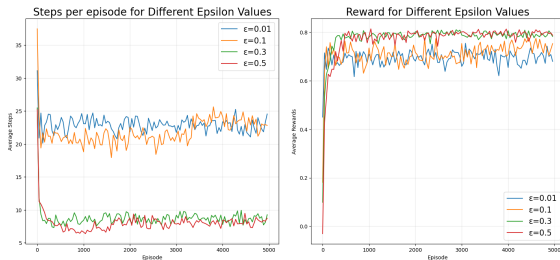 Steps per episode for Different Epsilon Values
ε=0.01
ε=0.1
ε=0.3
ε=0.5
Average Steps
35
30
25
20
15
10
5
0
1000
2000
3000
4000
5000
Episode
Reward for Different Epsilon Values
Average Rewards
0.8
0.6
0.4
0.2
0.0
ε=0.01
ε=0.1
ε=0.3
ε=0.5
0
1000
2000
3000
4000
5000
Episode